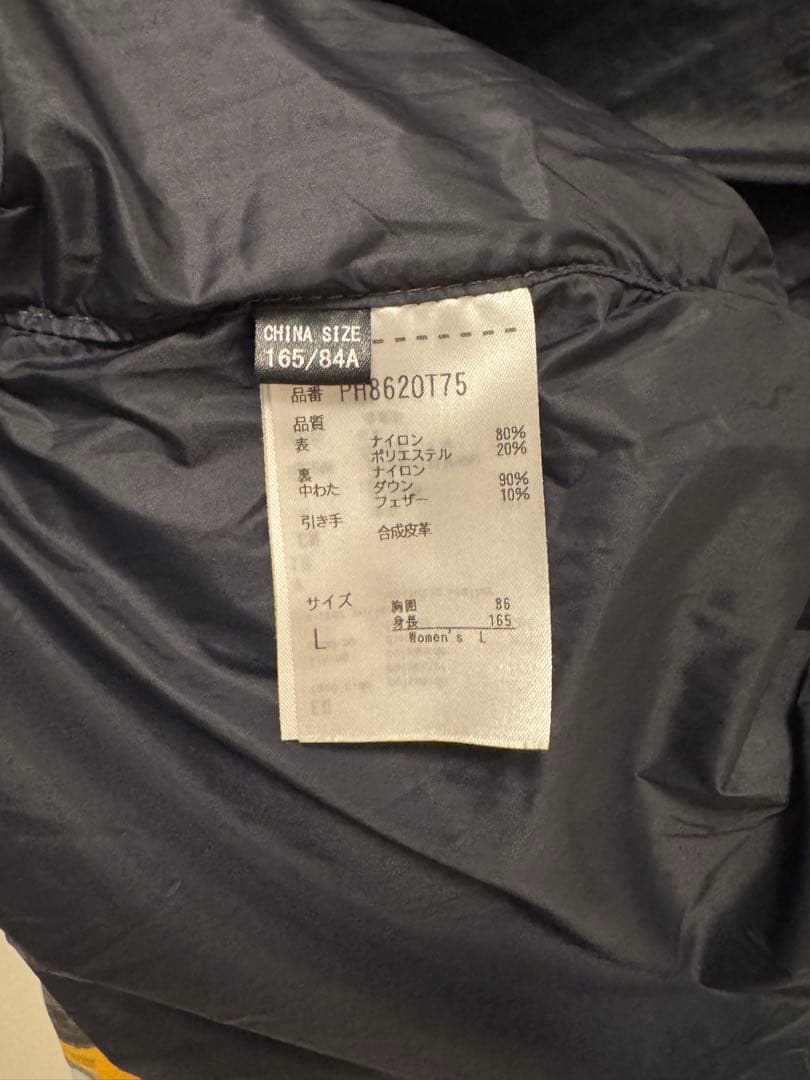 CHINA SIZE
165/84A
品番 PH862OT75
品質
表 ナイロン 80%
ポリエステル 20%
裏 ナイロン
中わた ダウン 90%
フェザー 10%
引き手 合成皮革
サイズ 胸囲 86
身長 165
L Women's L